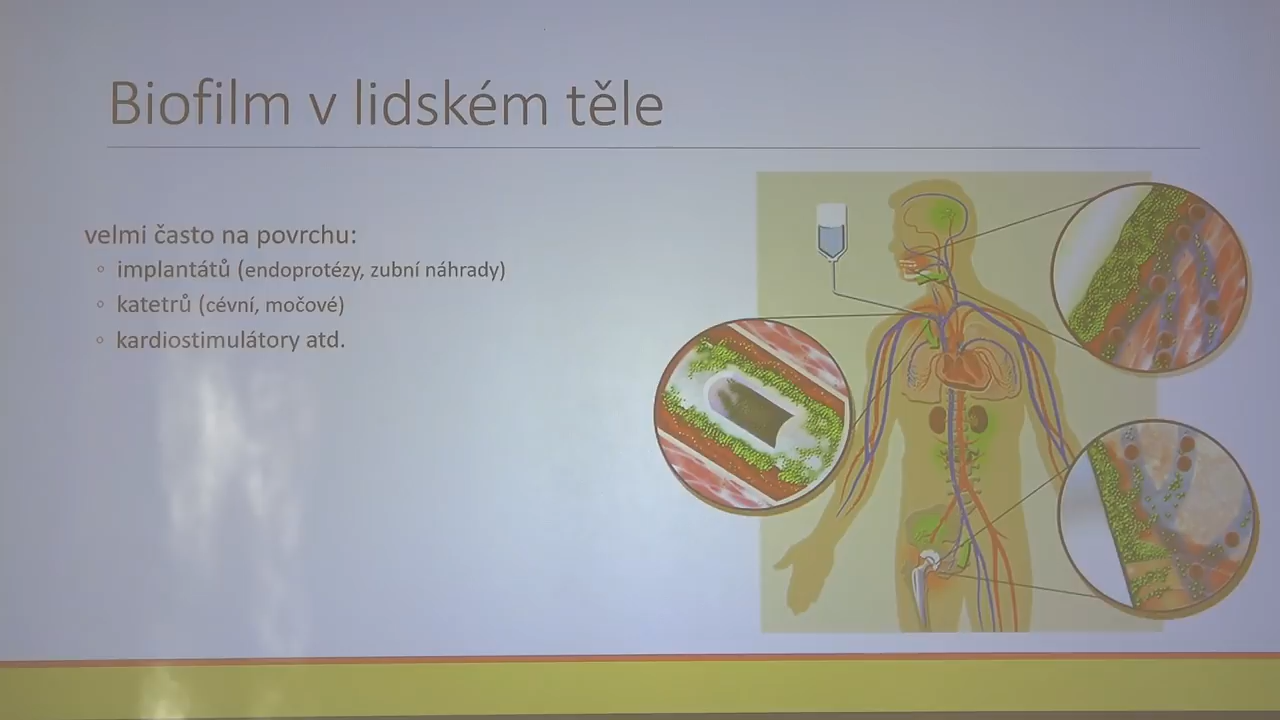 Biofilm v lidském těle
velmi často na povrchu:
◦ implantátů (endoprotézy, zubní náhrady)
◦ katetrů (cévní, močové)
◦ kardiostimulátory atd.